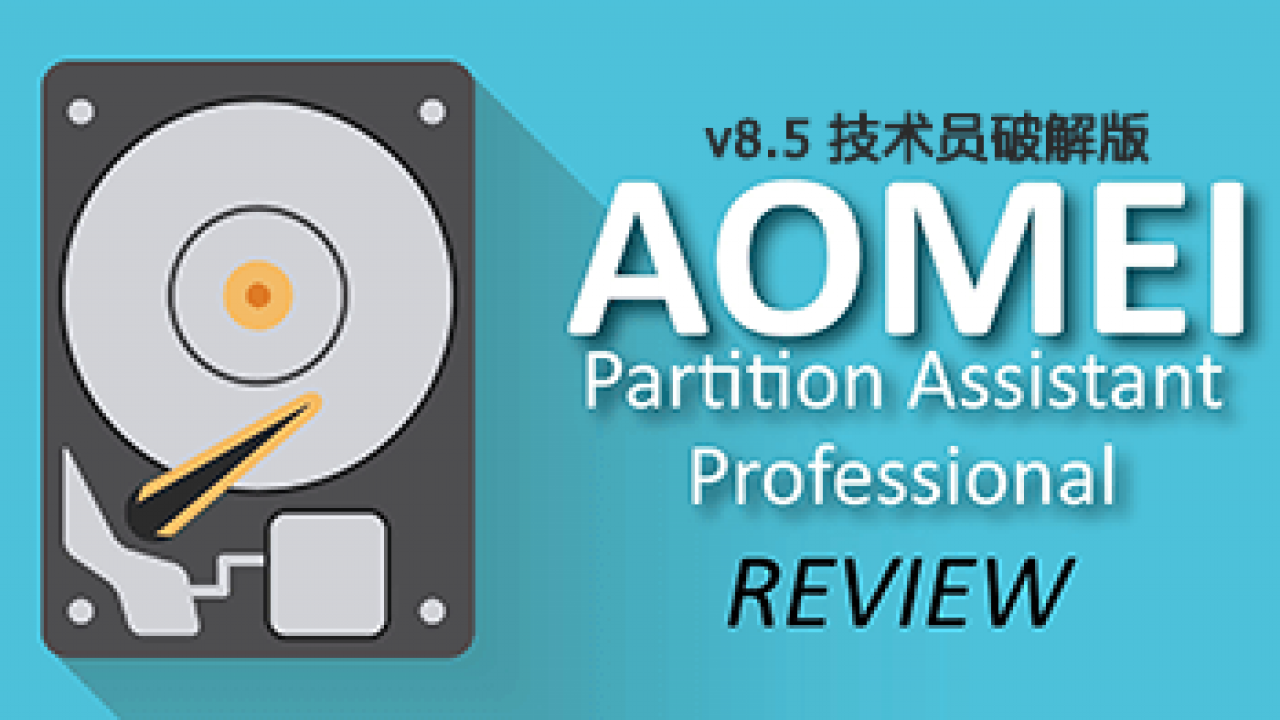 v8.5 技术员破解版
AOMEI
Partition Assistant
Professional
REVIEW